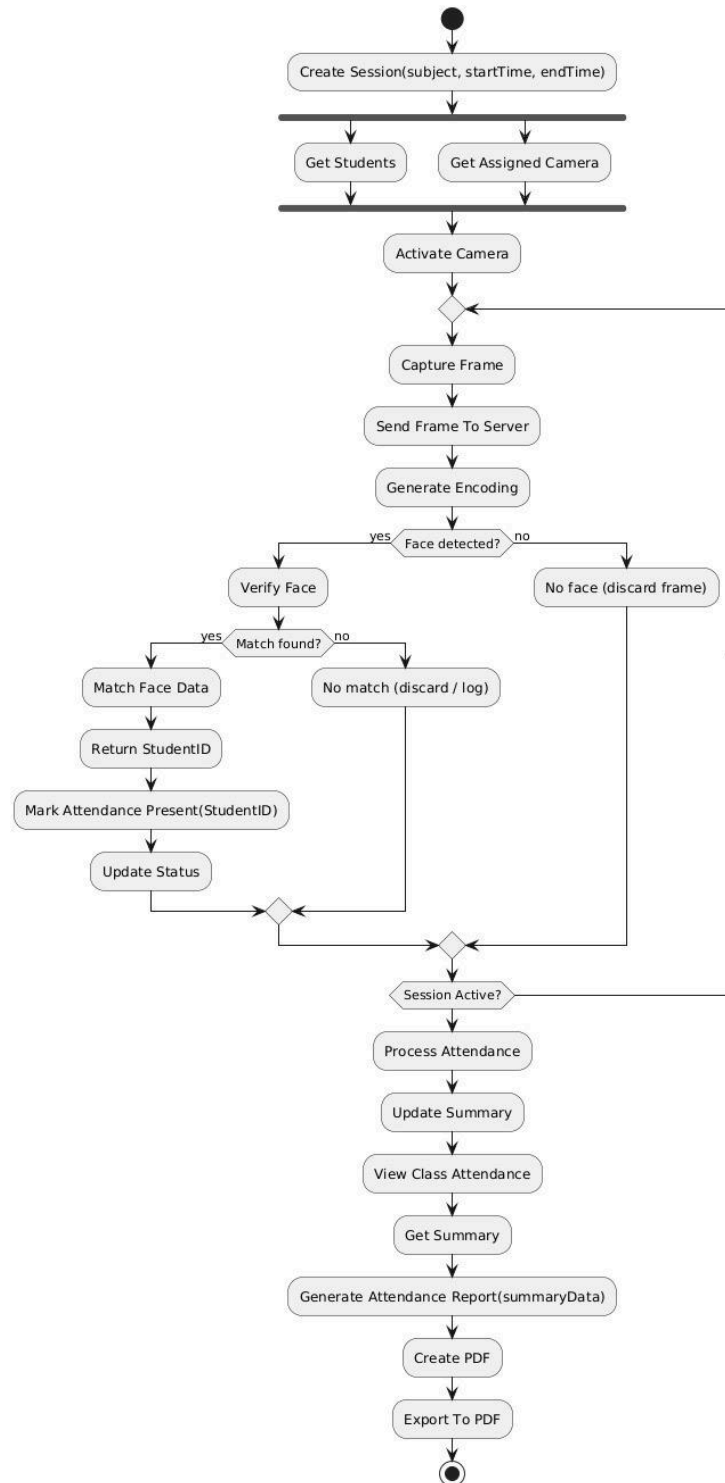 Create Session(subject, startTime, endTime)
Get Students
Get Assigned Camera
Activate Camera
Capture Frame
Send Frame To Server
Generate Encoding
yes
Face detected?
no
Verify Face
No face (discard frame)
yes
Match found?
no
Match Face Data
No match (discard / log)
Return StudentID
Mark Attendance Present(StudentID)
Update Status
Session Active?
Process Attendance
Update Summary
View Class Attendance
Get Summary
Generate Attendance Report(summaryData)
Create PDF
Export To PDF